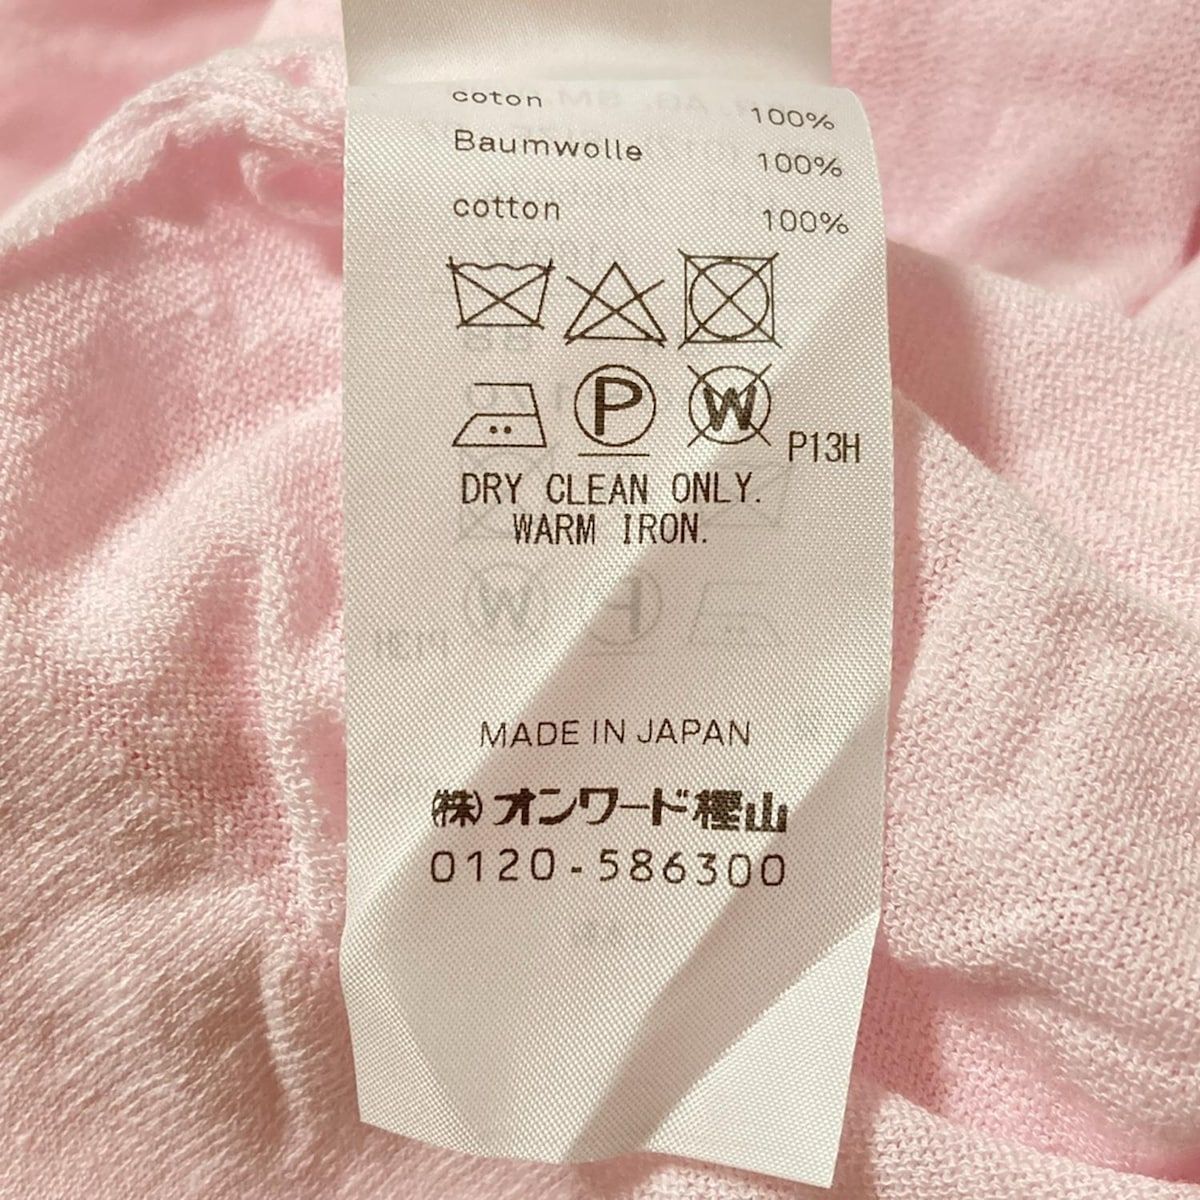 coton 100%
Baumwolle 100%
cotton 100%
P W P13H
DRY CLEAN ONLY.
WARM IRON.
MADE IN JAPAN
(株)オンワード樫山
0120-586300